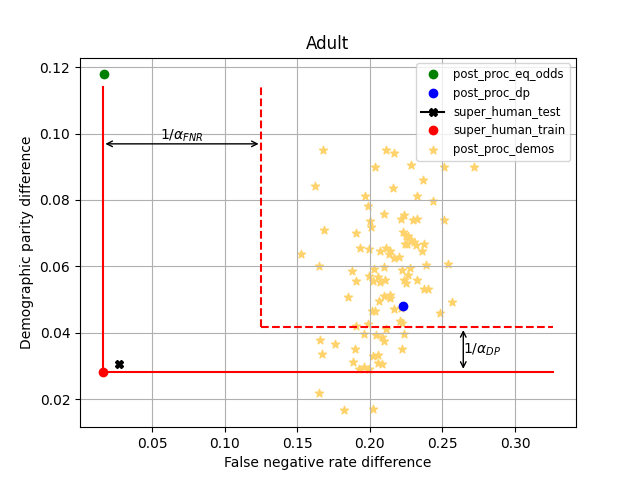 Adult
0.12
0.10
0.08
0.06
0.04
0.02
Demographic parity difference
post_proc_eq_odds
post_proc_dp
super_human_test
super_human_train
post_proc_demos
1/α_FNR
1/α_DP
0.05 0.10 0.15 0.20 0.25 0.30
False negative rate difference